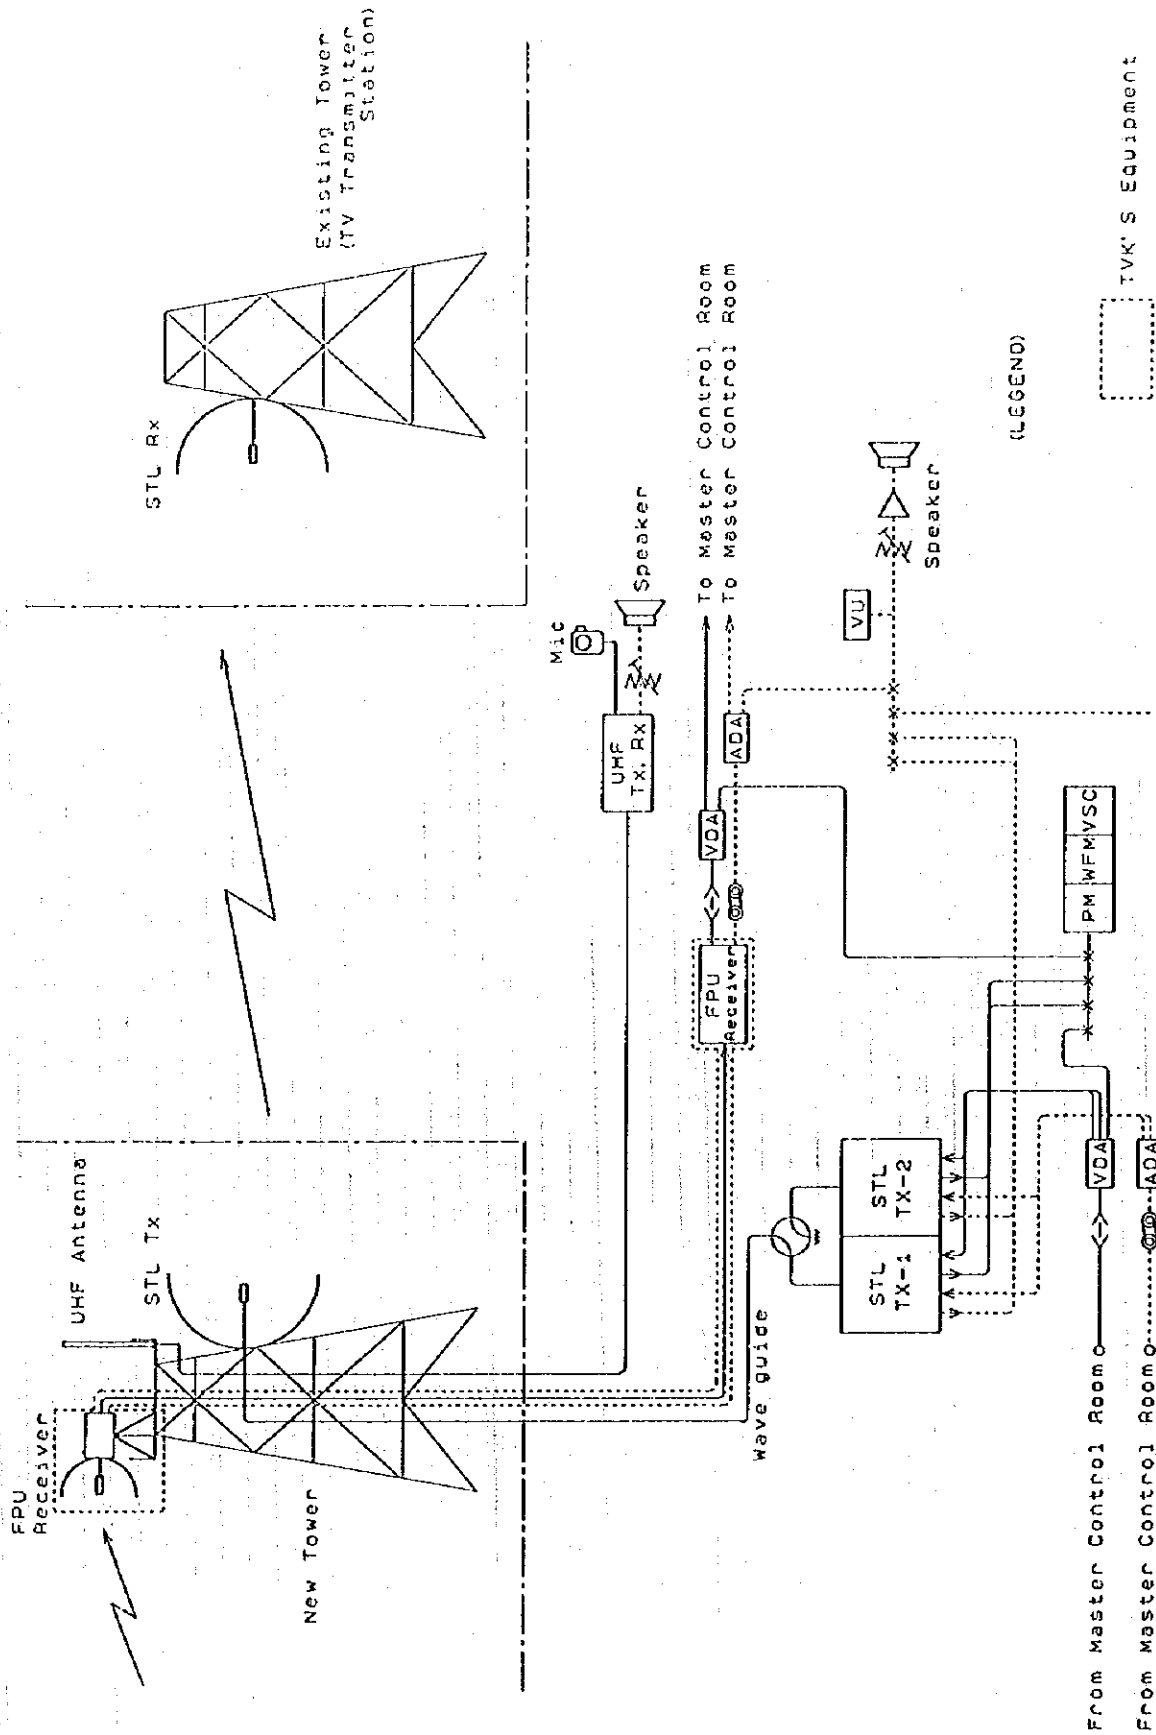 FPU
Receiver
UHF Antenna
STL Tx
New Tower
STL Rx
Existing Tower
(TV Transmitter
Station)
Mic
Speaker
UHF
Tx. Rx
To Master Control Room
To Master Control Room
VDA
ADA
FPU
Receiver
Wave guide
VU
Speaker
STL
TX-1
STL
TX-2
PM
WFM
VSC
(LEGEND)
TVK'S Equipment
From Master Control Room
VDA
From Master Control Room
ADA